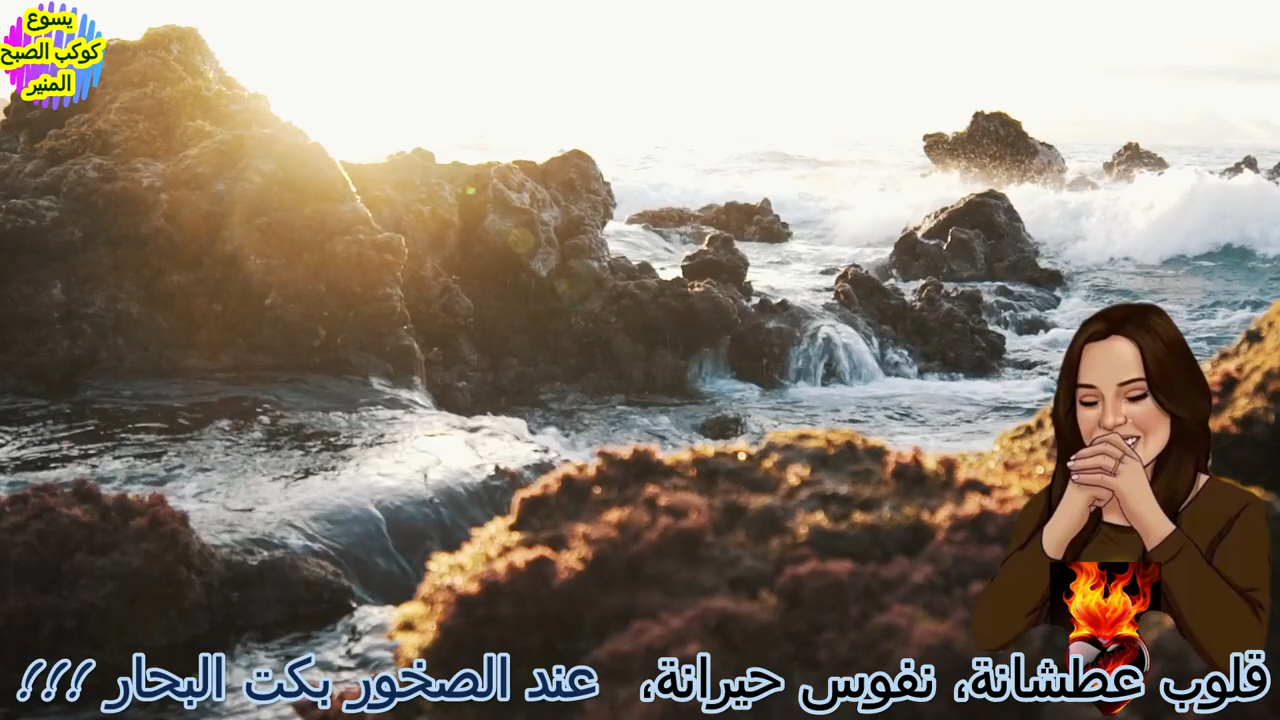 يسوع
كوكب الصبح
المنير
قلوب عطشانة، نفوس حيرانة، عند الصخور بكت البحار !!!